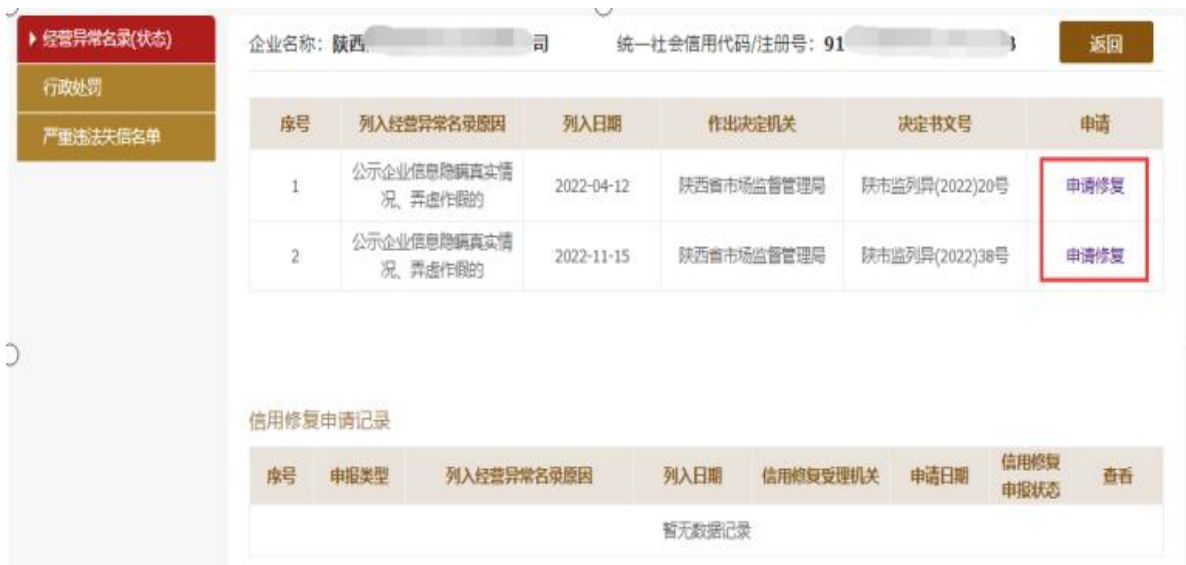 经营异常名录(状态)
行政处罚
严重违法失信名单
企业名称：陕西 司 统一社会信用代码/注册号：91 3 返回
序号 列入经营异常名录原因 列入日期 作出决定机关 决定书文号 申请
公示企业信息隐瞒真实情
1 2022-04-12 陕西省市场监督管理局 陕市监列异(2022)20号 申请修复
况、弄虚作假的
公示企业信息隐瞒真实情
2 2022-11-15 陕西省市场监督管理局 陕市监列异(2022)38号 申请修复
况、弄虚作假的
信用修复申请记录
序号 申报类型 列入经营异常名录原因 列入日期 信用修复受理机关 申请日期 信用修复 查看
申报状态
暂无数据记录